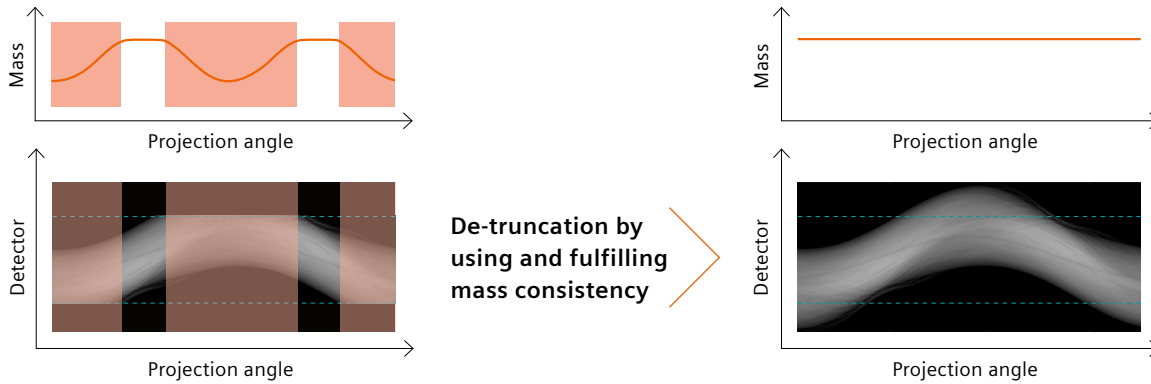 Mass
Projection angle
Detector
Projection angle
De-truncation by
using and fulfilling
mass consistency
Mass
Projection angle
Detector
Projection angle